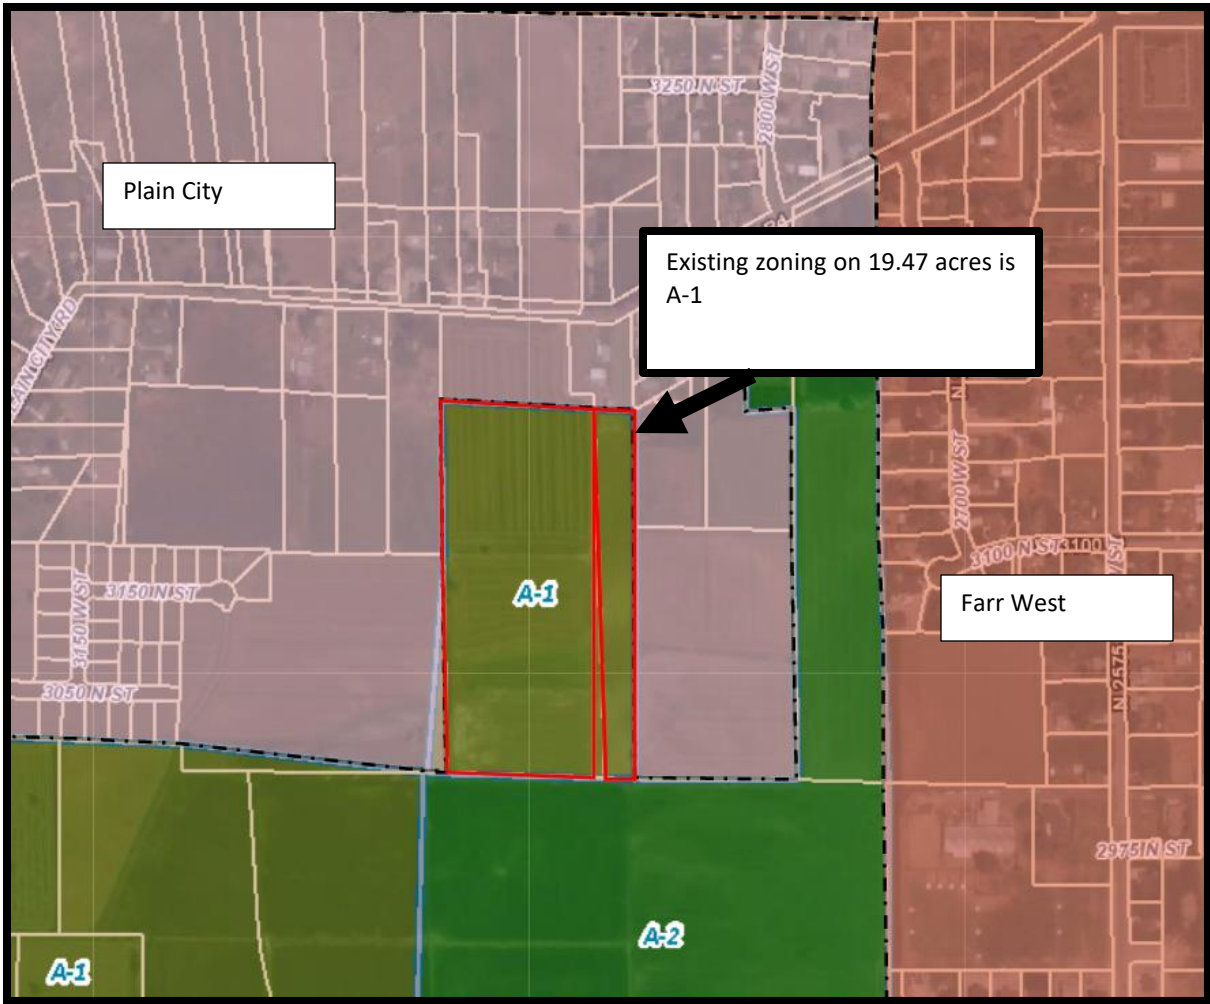 3250 N ST
2800 W ST
Plain City
Existing zoning on 19.47 acres is
A-1
PLAIN CITY RD
2700 W ST
3100 N ST
3100
A-1
3150 N ST
3150 W ST
Farr West
N 2575
3050 N ST
2975 N ST
A-2
A-1